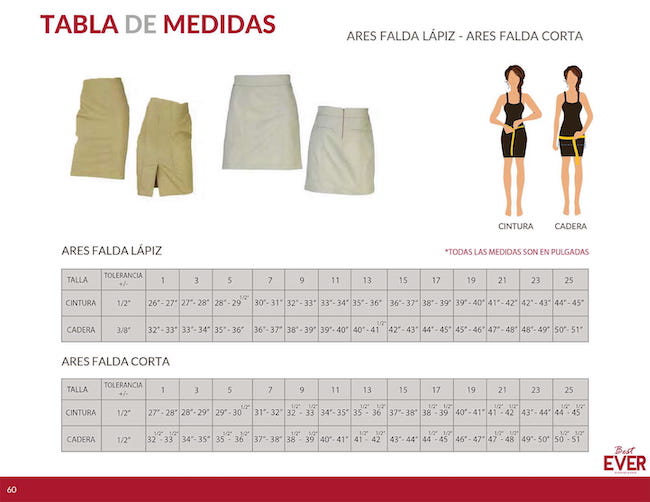 TABLA DE MEDIDAS
ARES FALDA LÁPIZ - ARES FALDA CORTA
CINTURA CADERA
ARES FALDA LÁPIZ
*TODAS LAS MEDIDAS SON EN PULGADAS
TALLA TOLERANCIA +/- 1 3 5 7 9 11 13 15 17 19 21 23 25
CINTURA 1/2" 26"- 27" 27"- 28" 28"- 29 1/2" 30"- 31" 32"- 33" 33"- 34" 35"- 36" 36"- 37" 38"- 39" 39"- 40" 41"- 42" 42"- 43" 44"- 45"
CADERA 3/8" 32"- 33" 33"- 34" 35"- 36" 36"- 37" 38"- 39" 39"- 40" 40"- 41 1/2" 42"- 43" 44"- 45" 45"- 46" 47"- 48" 48"- 49" 50"- 51"
ARES FALDA CORTA
TALLA TOLERANCIA +/- 1 3 5 7 9 11 13 15 17 19 21 23 25
CINTURA 1/2" 27"- 28" 28"- 29" 29"- 30 1/2" 31"- 32" 32 1/2"- 33 1/2" 34"- 35" 35 1/2"- 36 1/2" 37"- 38" 38 1/2"- 39 1/2" 40"- 41" 41 1/2"- 42 1/2" 43"- 44" 44 1/2"- 45 1/2"
CADERA 1/2" 32 1/2"- 33 1/2" 34"- 35" 35 1/2"- 36 1/2" 37"- 38" 38 1/2"- 39 1/2" 40"- 41" 41 1/2"- 42 1/2" 43"- 44" 44 1/2"- 45 1/2" 46"- 47" 47 1/2"- 48 1/2" 49"- 50" 50 1/2"- 51 1/2"
Best
EVER
60